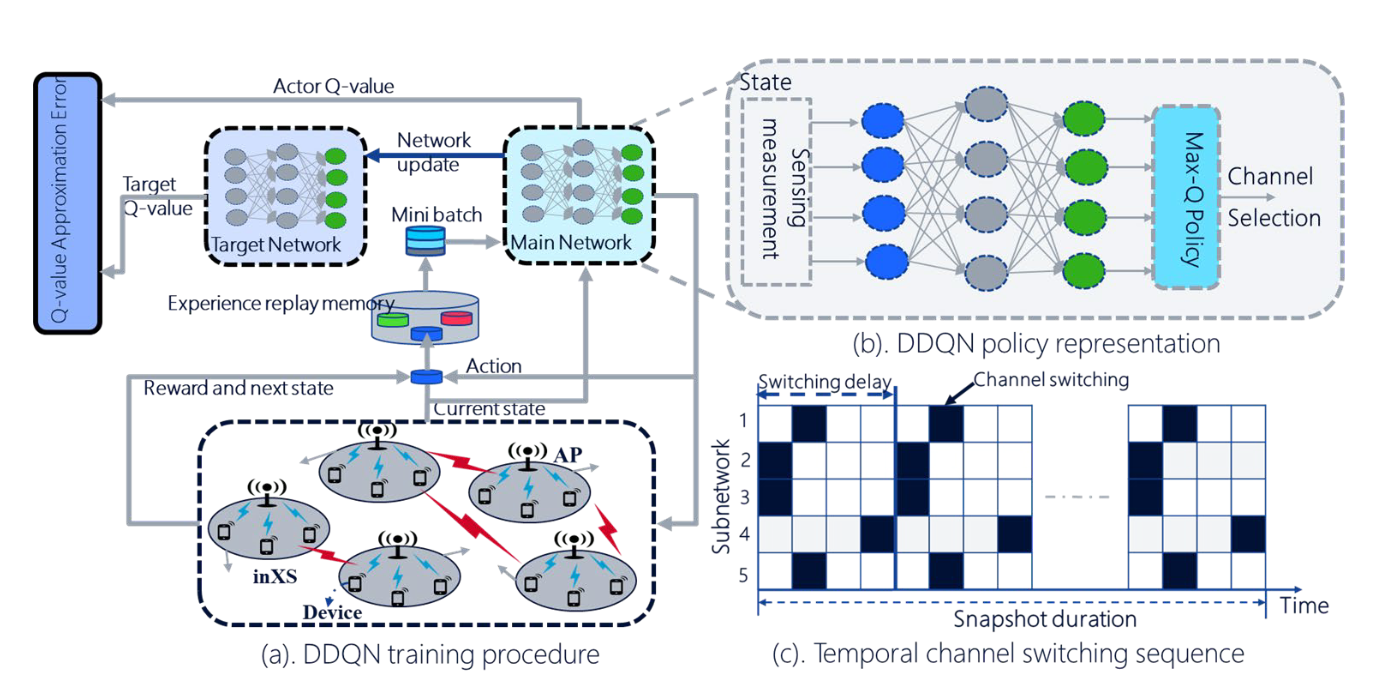 Q-value Approximation Error
Actor Q-value
Network
update
Target
Q-value
Target Network
Mini batch
Main Network
Experience replay memory
Action
Reward and next state
Current state
AP
inXS
Device
(a). DDQN training procedure
State
Sensing
measurement
Max-Q Policy
Channel
Selection
(b). DDQN policy representation
Switching delay
Channel switching
Subnetwork
1
2
3
4
5
Time
Snapshot duration
(c). Temporal channel switching sequence